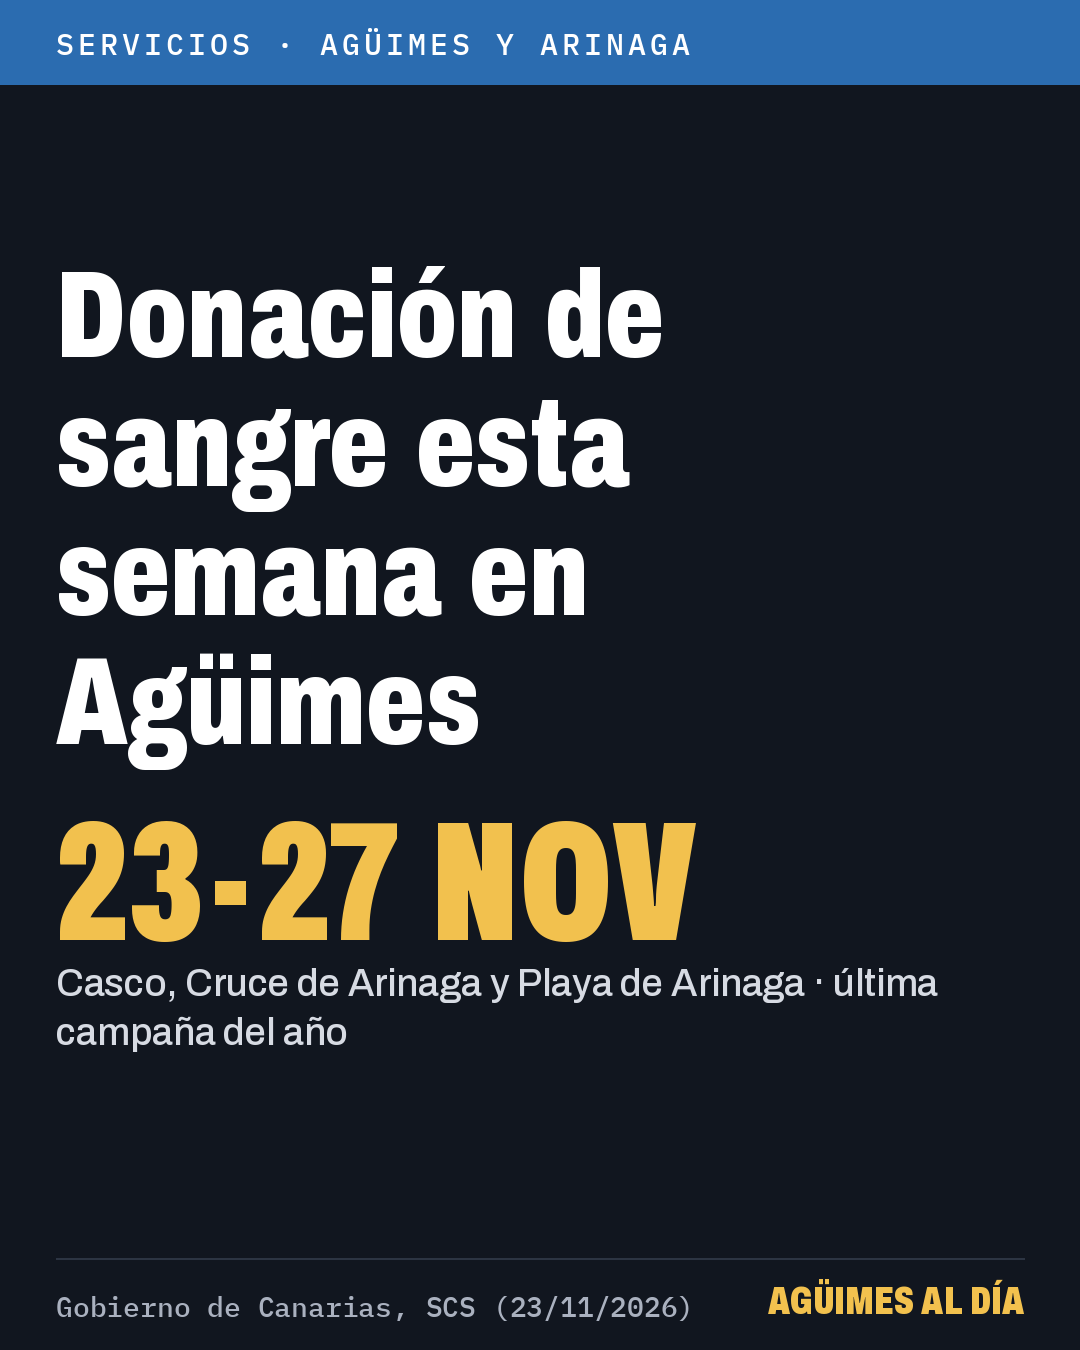 SERVICIOS · AGÜIMES Y ARINAGA
Donación de
sangre esta
semana en
Agüimes
23-27 NOV
Casco, Cruce de Arinaga y Playa de Arinaga · última
campaña del año
Gobierno de Canarias, SCS (23/11/2026)
AGÜIMES AL DÍA